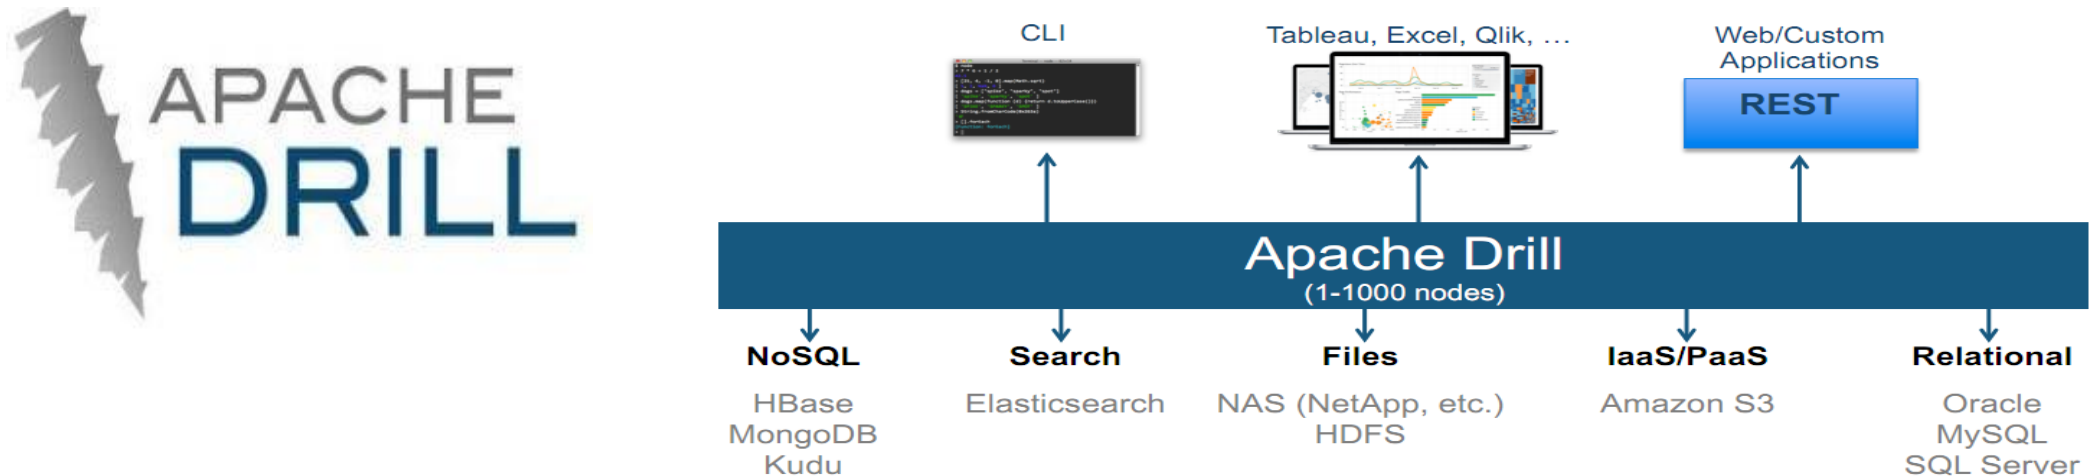 APACHE
DRILL
CLI
Tableau, Excel, Qlik, ...
Web/Custom
Applications
REST
Apache Drill
(1-1000 nodes)
NoSQL
HBase
MongoDB
Kudu
Search
Elasticsearch
Files
NAS (NetApp, etc.)
HDFS
IaaS/PaaS
Amazon S3
Relational
Oracle
MySQL
SQL Server